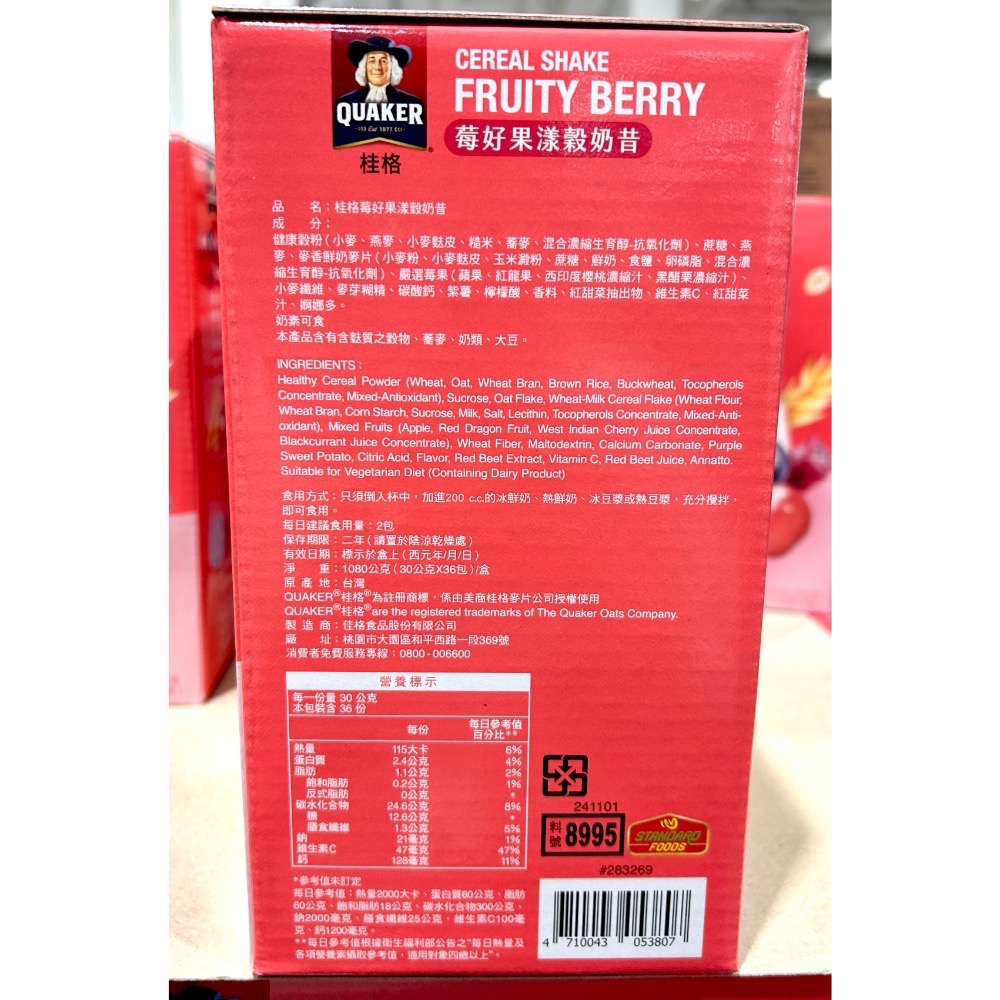 QUAKER
Est 1877
桂格
®
CEREAL SHAKE
FRUITY BERRY
莓好果漾穀奶昔
品 名：桂格莓好果漾穀奶昔
成 分：
健康穀粉（小麥、燕麥、小麥麩皮、糙米、蕎麥、混合濃縮生育醇-抗氧化劑）、蔗糖、燕
麥、麥香鮮奶麥片（小麥粉、小麥麩皮、玉米澱粉、蔗糖、鮮奶、食鹽、卵磷脂、混合濃
縮生育醇-抗氧化劑）、嚴選莓果（蘋果、紅龍果、西印度櫻桃濃縮汁、黑醋栗濃縮汁）、
小麥纖維、麥芽糊精、碳酸鈣、紫薯、檸檬酸、香料、紅甜菜抽出物、維生素C、紅甜菜
汁、婀娜多。
奶素可食
本產品含有含麩質之穀物、蕎麥、奶類、大豆。
INGREDIENTS：
Healthy Cereal Powder (Wheat, Oat, Wheat Bran, Brown Rice, Buckwheat, Tocopherols
Concentrate, Mixed-Antioxidant), Sucrose, Oat Flake, Wheat-Milk Cereal Flake (Wheat Flour,
Wheat Bran, Corn Starch, Sucrose, Milk, Salt, Lecithin, Tocopherols Concentrate, Mixed-Anti-
oxidant), Mixed Fruits (Apple, Red Dragon Fruit, West Indian Cherry Juice Concentrate,
Blackcurrant Juice Concentrate), Wheat Fiber, Maltodextrin, Calcium Carbonate, Purple
Sweet Potato, Citric Acid, Flavor, Red Beet Extract, Vitamin C, Red Beet Juice, Annatto.
Suitable for Vegetarian Diet (Containing Dairy Product)
食用方式：只須倒入杯中，加進200 c.c.的冰鮮奶、熱鮮奶、冰豆漿或熱豆漿，充分攪拌，
即可食用。
每日建議食用量：2包
保存期限：二年（請置於陰涼乾燥處）
有效日期：標示於盒上（西元年/月/日）
淨 重：1080公克（30公克X36包）/盒
原 產 地：台灣
QUAKER®桂格®為註冊商標，係由美商桂格麥片公司授權使用
QUAKER®桂格®are the registered trademarks of The Quaker Oats Company.
製 造 商：佳格食品股份有限公司
廠 址：桃園市大園區和平西路一段369號
消費者免費服務專線：0800-006600
營養標示
每一份量 30 公克
本包裝含 36 份
每份 每日參考值百分比**
熱量 115大卡 6%
蛋白質 2.4公克 4%
脂肪 1.1公克 2%
飽和脂肪 0.2公克 1%
反式脂肪 0公克 *
碳水化合物 24.6公克 8%
糖 12.6公克 *
膳食纖維 1.3公克 5%
鈉 21毫克 1%
維生素C 47毫克 47%
鈣 128毫克 11%
*參考值未訂定
每日參考值：熱量2000大卡、蛋白質60公克、脂肪
60公克、飽和脂肪18公克、碳水化合物300公克、
鈉2000毫克、膳食纖維25公克、維生素C100毫
克、鈣1200毫克。
**每日參考值根據衛生福利部公告之"每日熱量及
各項營養素攝取參考值，適用對象四歲以上"。
241101
料號 8995
STANDARD
FOODS
#283269
4 710043 053807